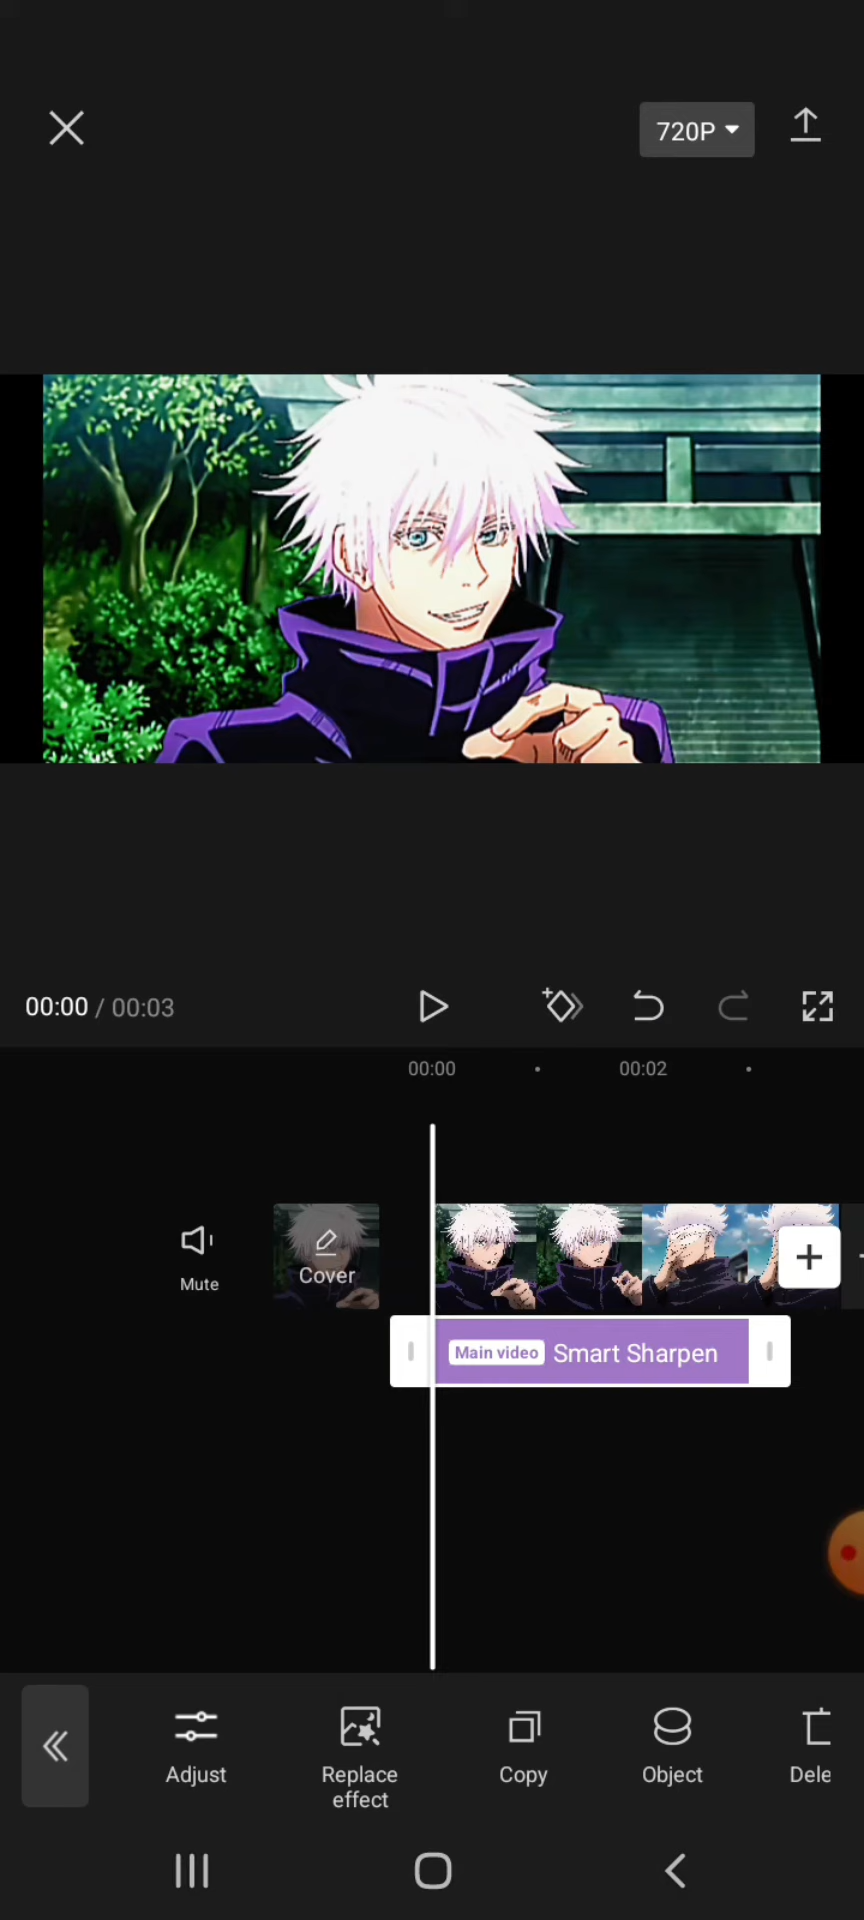 720P
00:00 / 00:03
00:00 00:02
Mute
Cover
Main video Smart Sharpen
Adjust
Replace
effect
Copy
Object
Dele